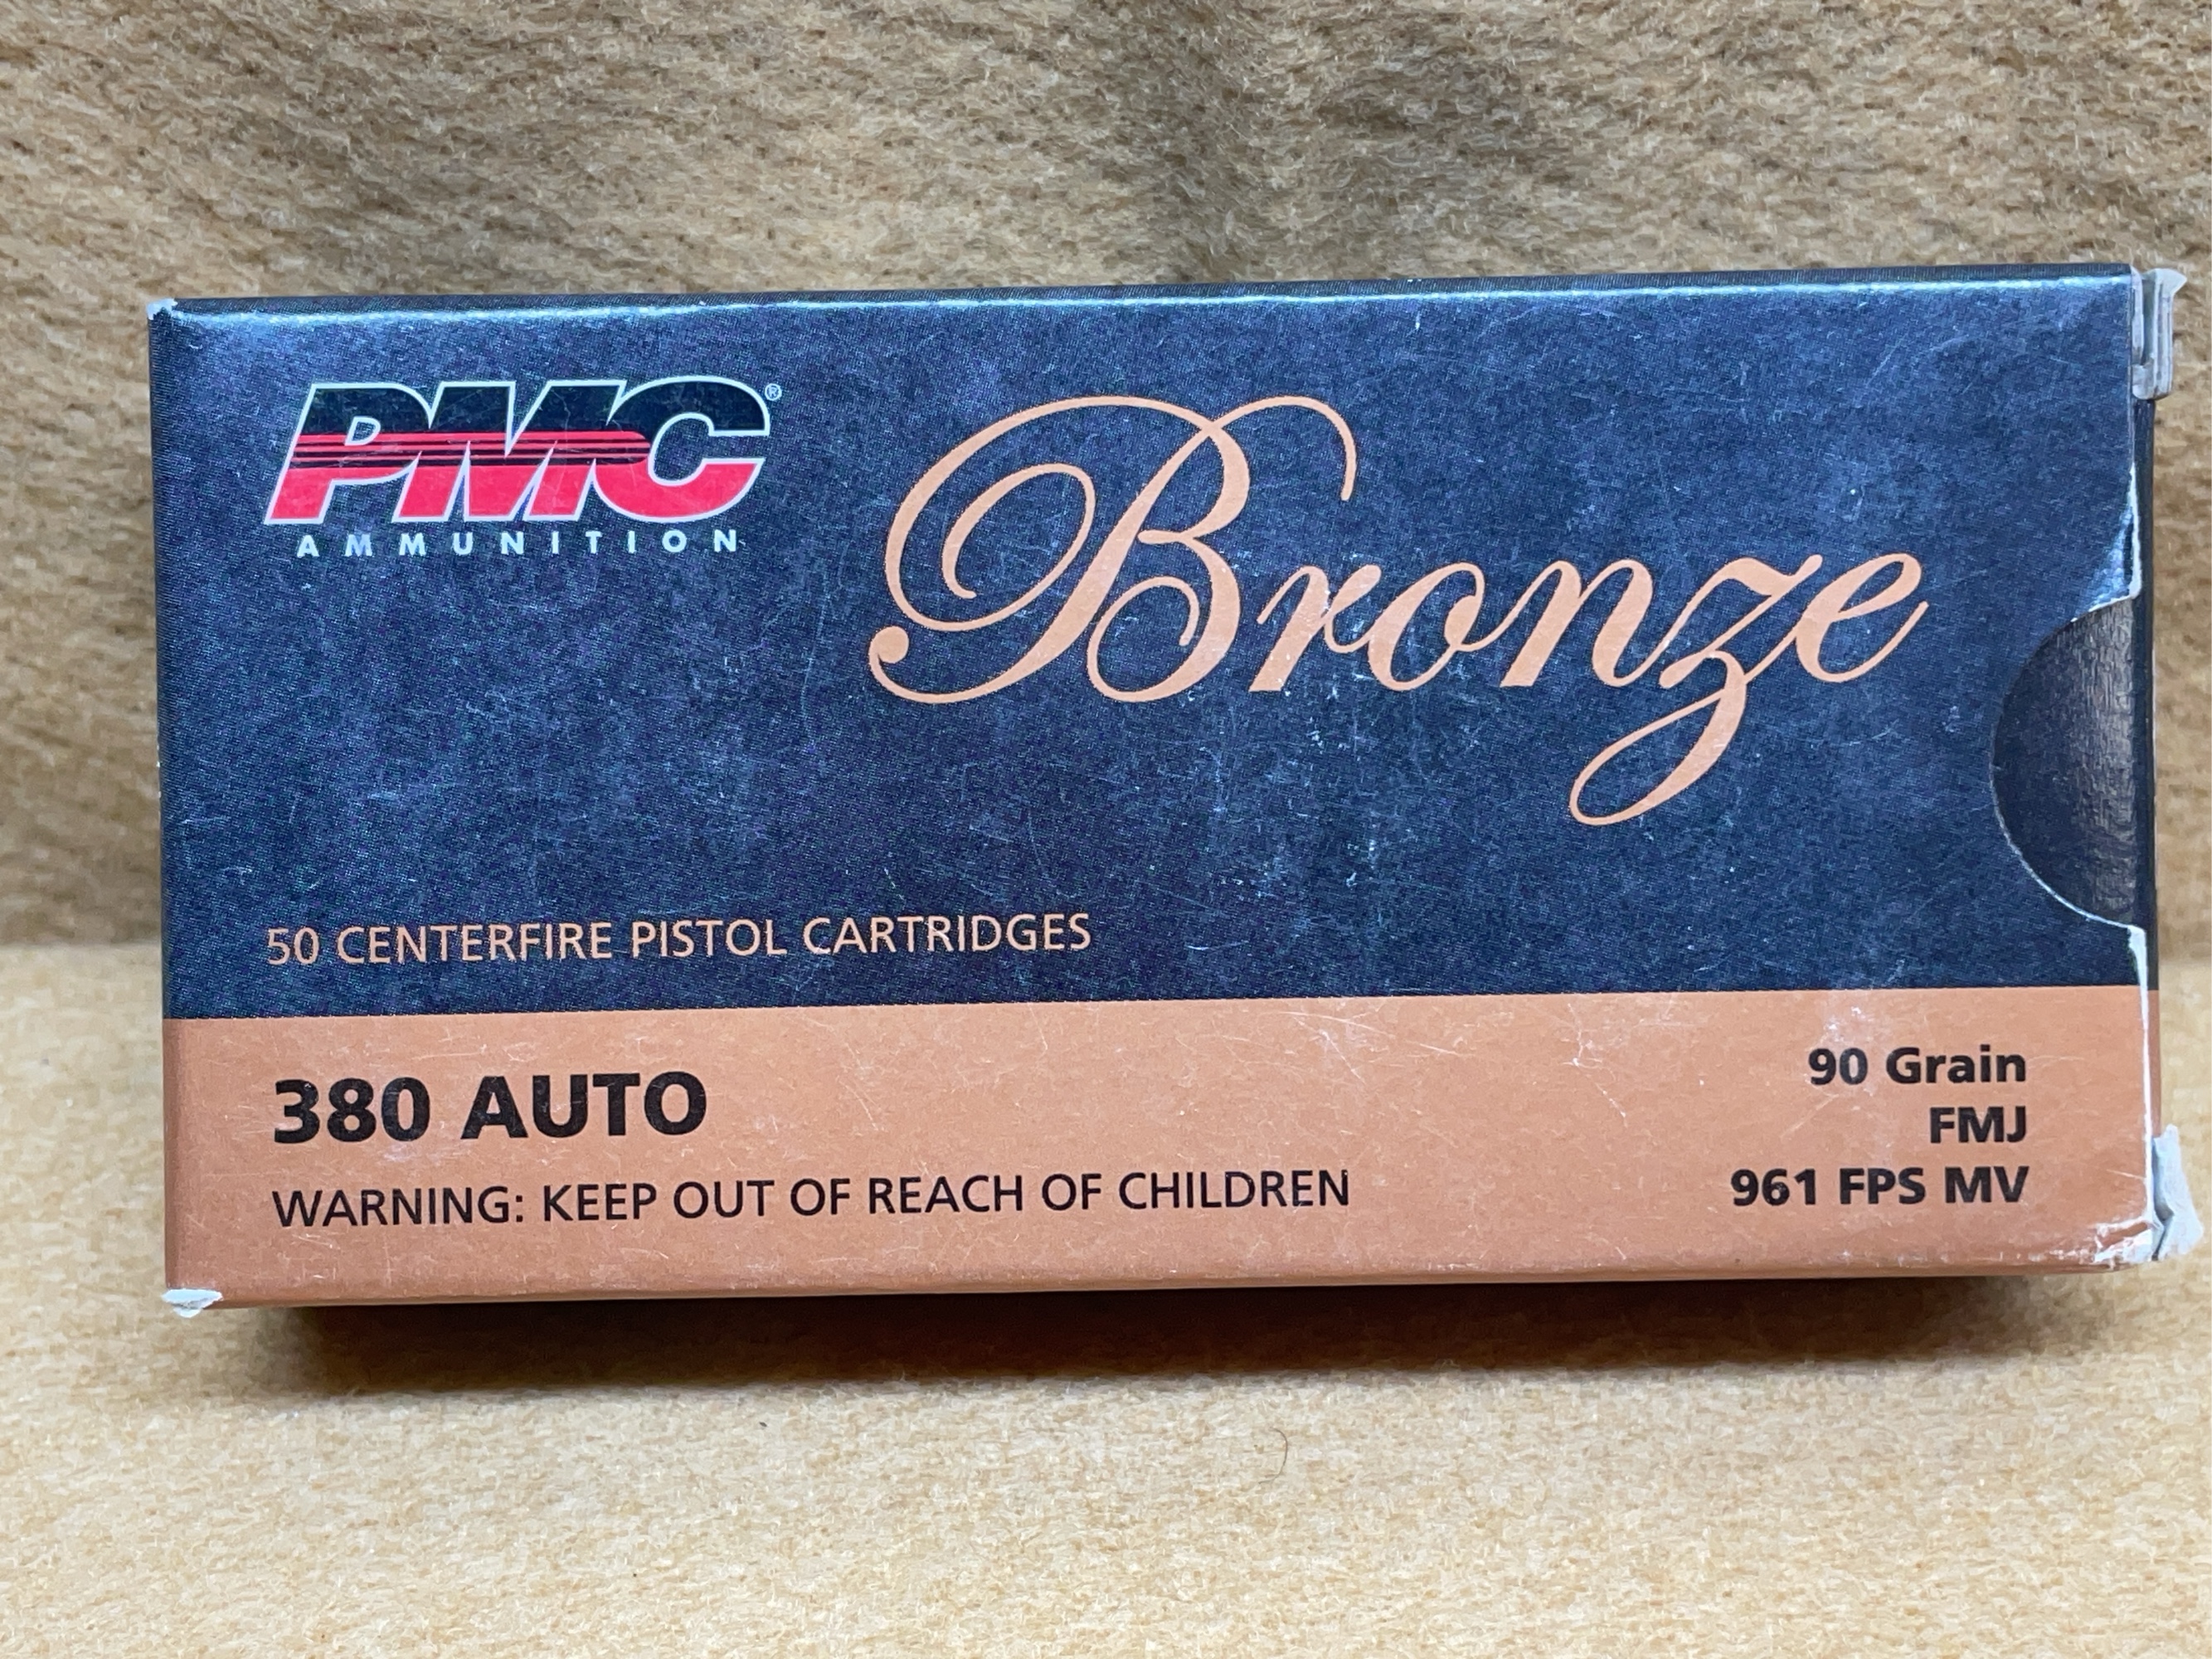 PMC®
AMMUNITION
Bronze
50 CENTERFIRE PISTOL CARTRIDGES
380 AUTO
WARNING: KEEP OUT OF REACH OF CHILDREN
90 Grain
FMJ
961 FPS MV